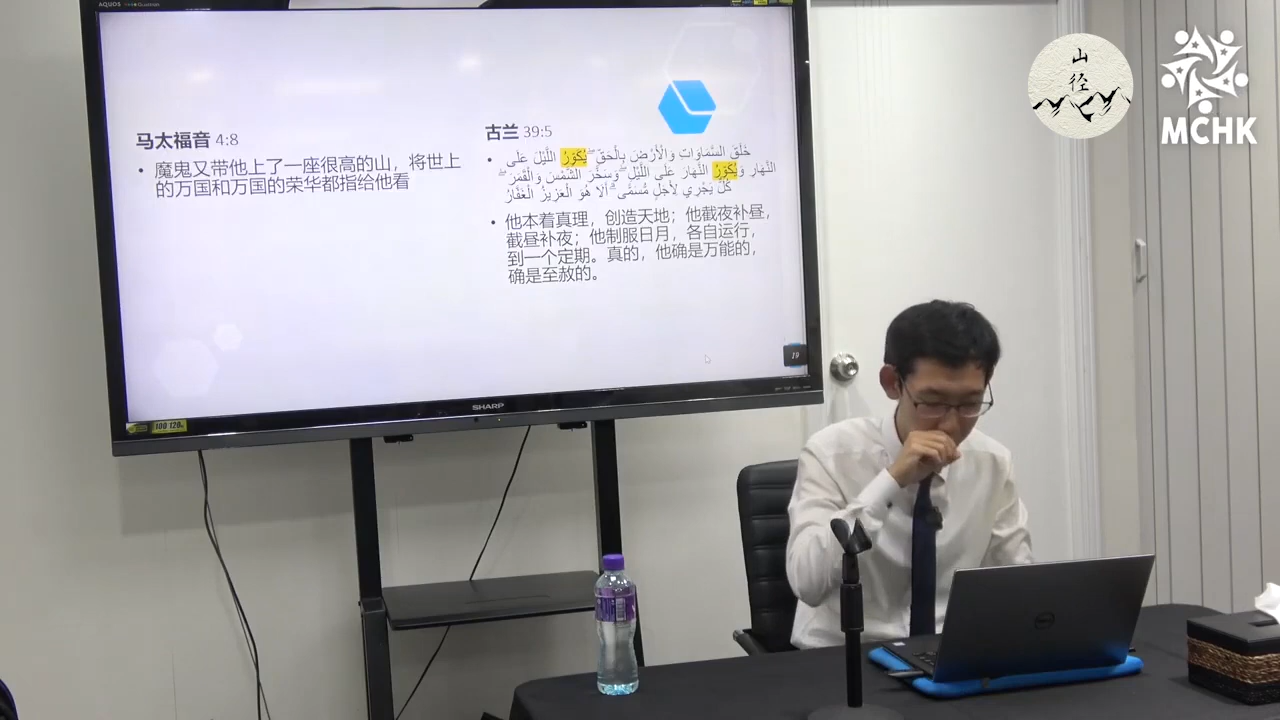 AQUOS
山
径
MCHK
马太福音 4:8
• 魔鬼又带他上了一座很高的山，将世上
的万国和万国的荣华都指给他看
古兰 39:5
• خَلَقَ السَّمَاوَاتِ وَالْأَرْضَ بِالْحَقِّ ۖ يُكَوِّرُ اللَّيْلَ عَلَى
النَّهَارِ وَيُكَوِّرُ النَّهَارَ عَلَى اللَّيْلِ ۖ وَسَخَّرَ الشَّمْسَ وَالْقَمَرَ ۖ
كُلٌّ يَجْرِي لِأَجَلٍ مُّسَمًّى ۗ أَلَا هُوَ الْعَزِيزُ الْغَفَّارُ
• 他本着真理，创造天地；他截夜补昼，
截昼补夜；他制服日月，各自运行，
到一个定期。真的，他确是万能的，
确是至赦的。
19
SHARP
100 120
DELL